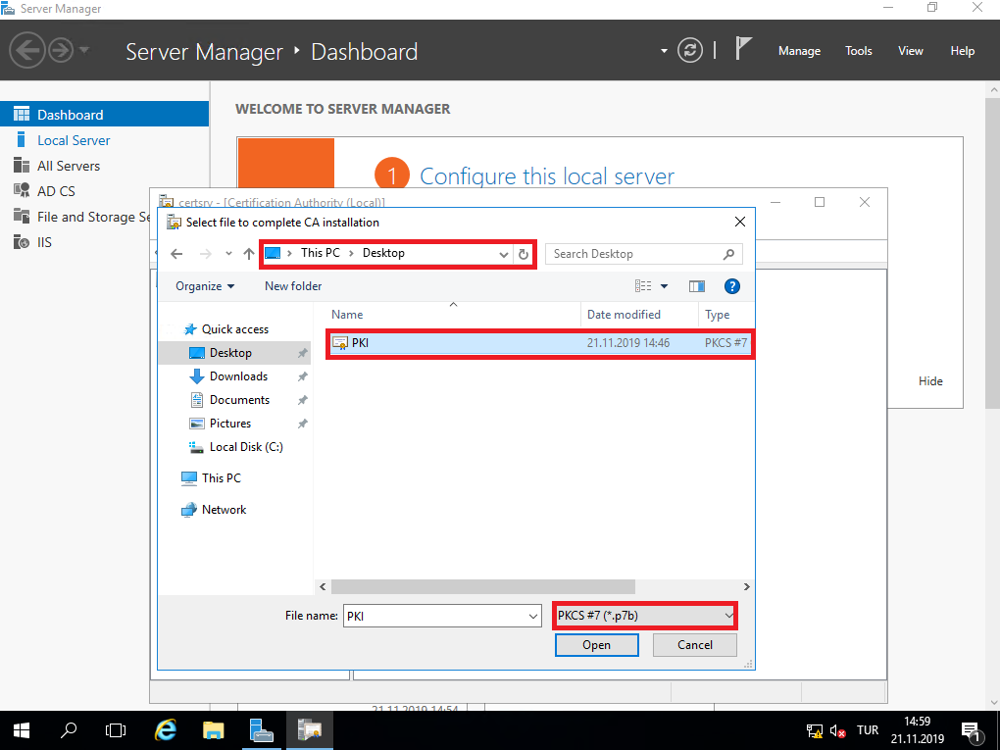 Server Manager
Server Manager ‣ Dashboard
Manage Tools View Help
Dashboard
Local Server
All Servers
AD CS
File and Storage Se
IIS
WELCOME TO SERVER MANAGER
1 Configure this local server
Hide
certsrv - [Certification Authority (Local)]
Select file to complete CA installation
This PC > Desktop
Search Desktop
Organize New folder
?
Quick access
Desktop
Downloads
Documents
Pictures
Local Disk (C:)
This PC
Network
Name Date modified Type
PKI 21.11.2019 14:46 PKCS #7
File name: PKI PKCS #7 (*.p7b)
Open Cancel
21.11.2019 14:54
TUR
14:59
21.11.2019
1